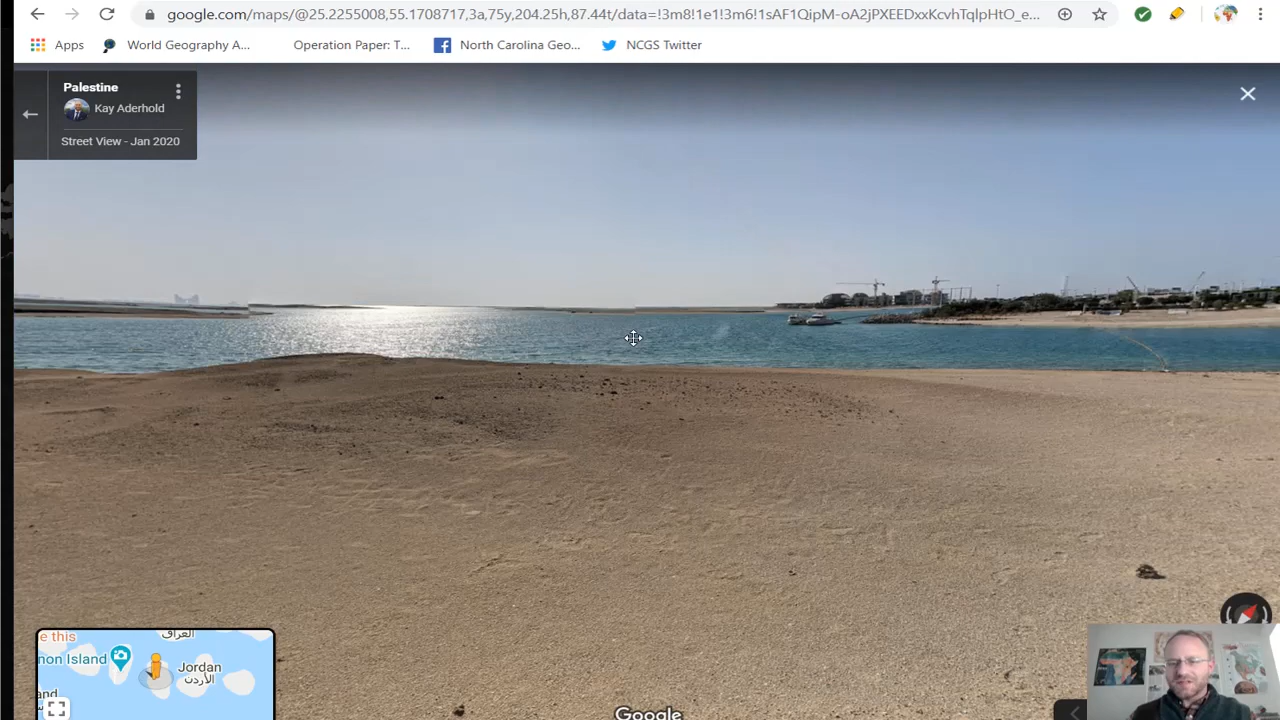 google.com/maps/@25.2255008,55.1708717,3a,75y,204.25h,87.44t/data=!3m8!1e1!3m6!1sAF1QipM-oA2jPXEEDxxKcvhTqlpHtO_e...
Apps World Geography A... Operation Paper: T... North Carolina Geo... NCGS Twitter
Palestine
Kay Aderhold
Street View - Jan 2020
e this
العراق
non Island
Jordan
الأردن
and
Google